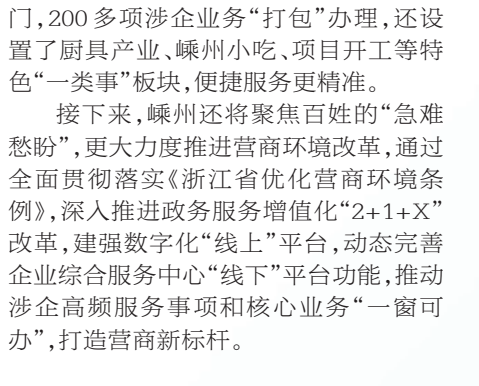 门,200多项涉企业务“打包”办理,还设
置了厨具产业、嵊州小吃、项目开工等特
色“一类事”板块,便捷服务更精准。
接下来,嵊州还将聚焦百姓的“急难
愁盼”,更大力度推进营商环境改革,通过
全面贯彻落实《浙江省优化营商环境条
例》,深入推进政务服务增值化“2+1+X”
改革,建强数字化“线上”平台,动态完善
企业综合服务中心“线下”平台功能,推动
涉企高频服务事项和核心业务“一窗可
办”,打造营商新标杆。